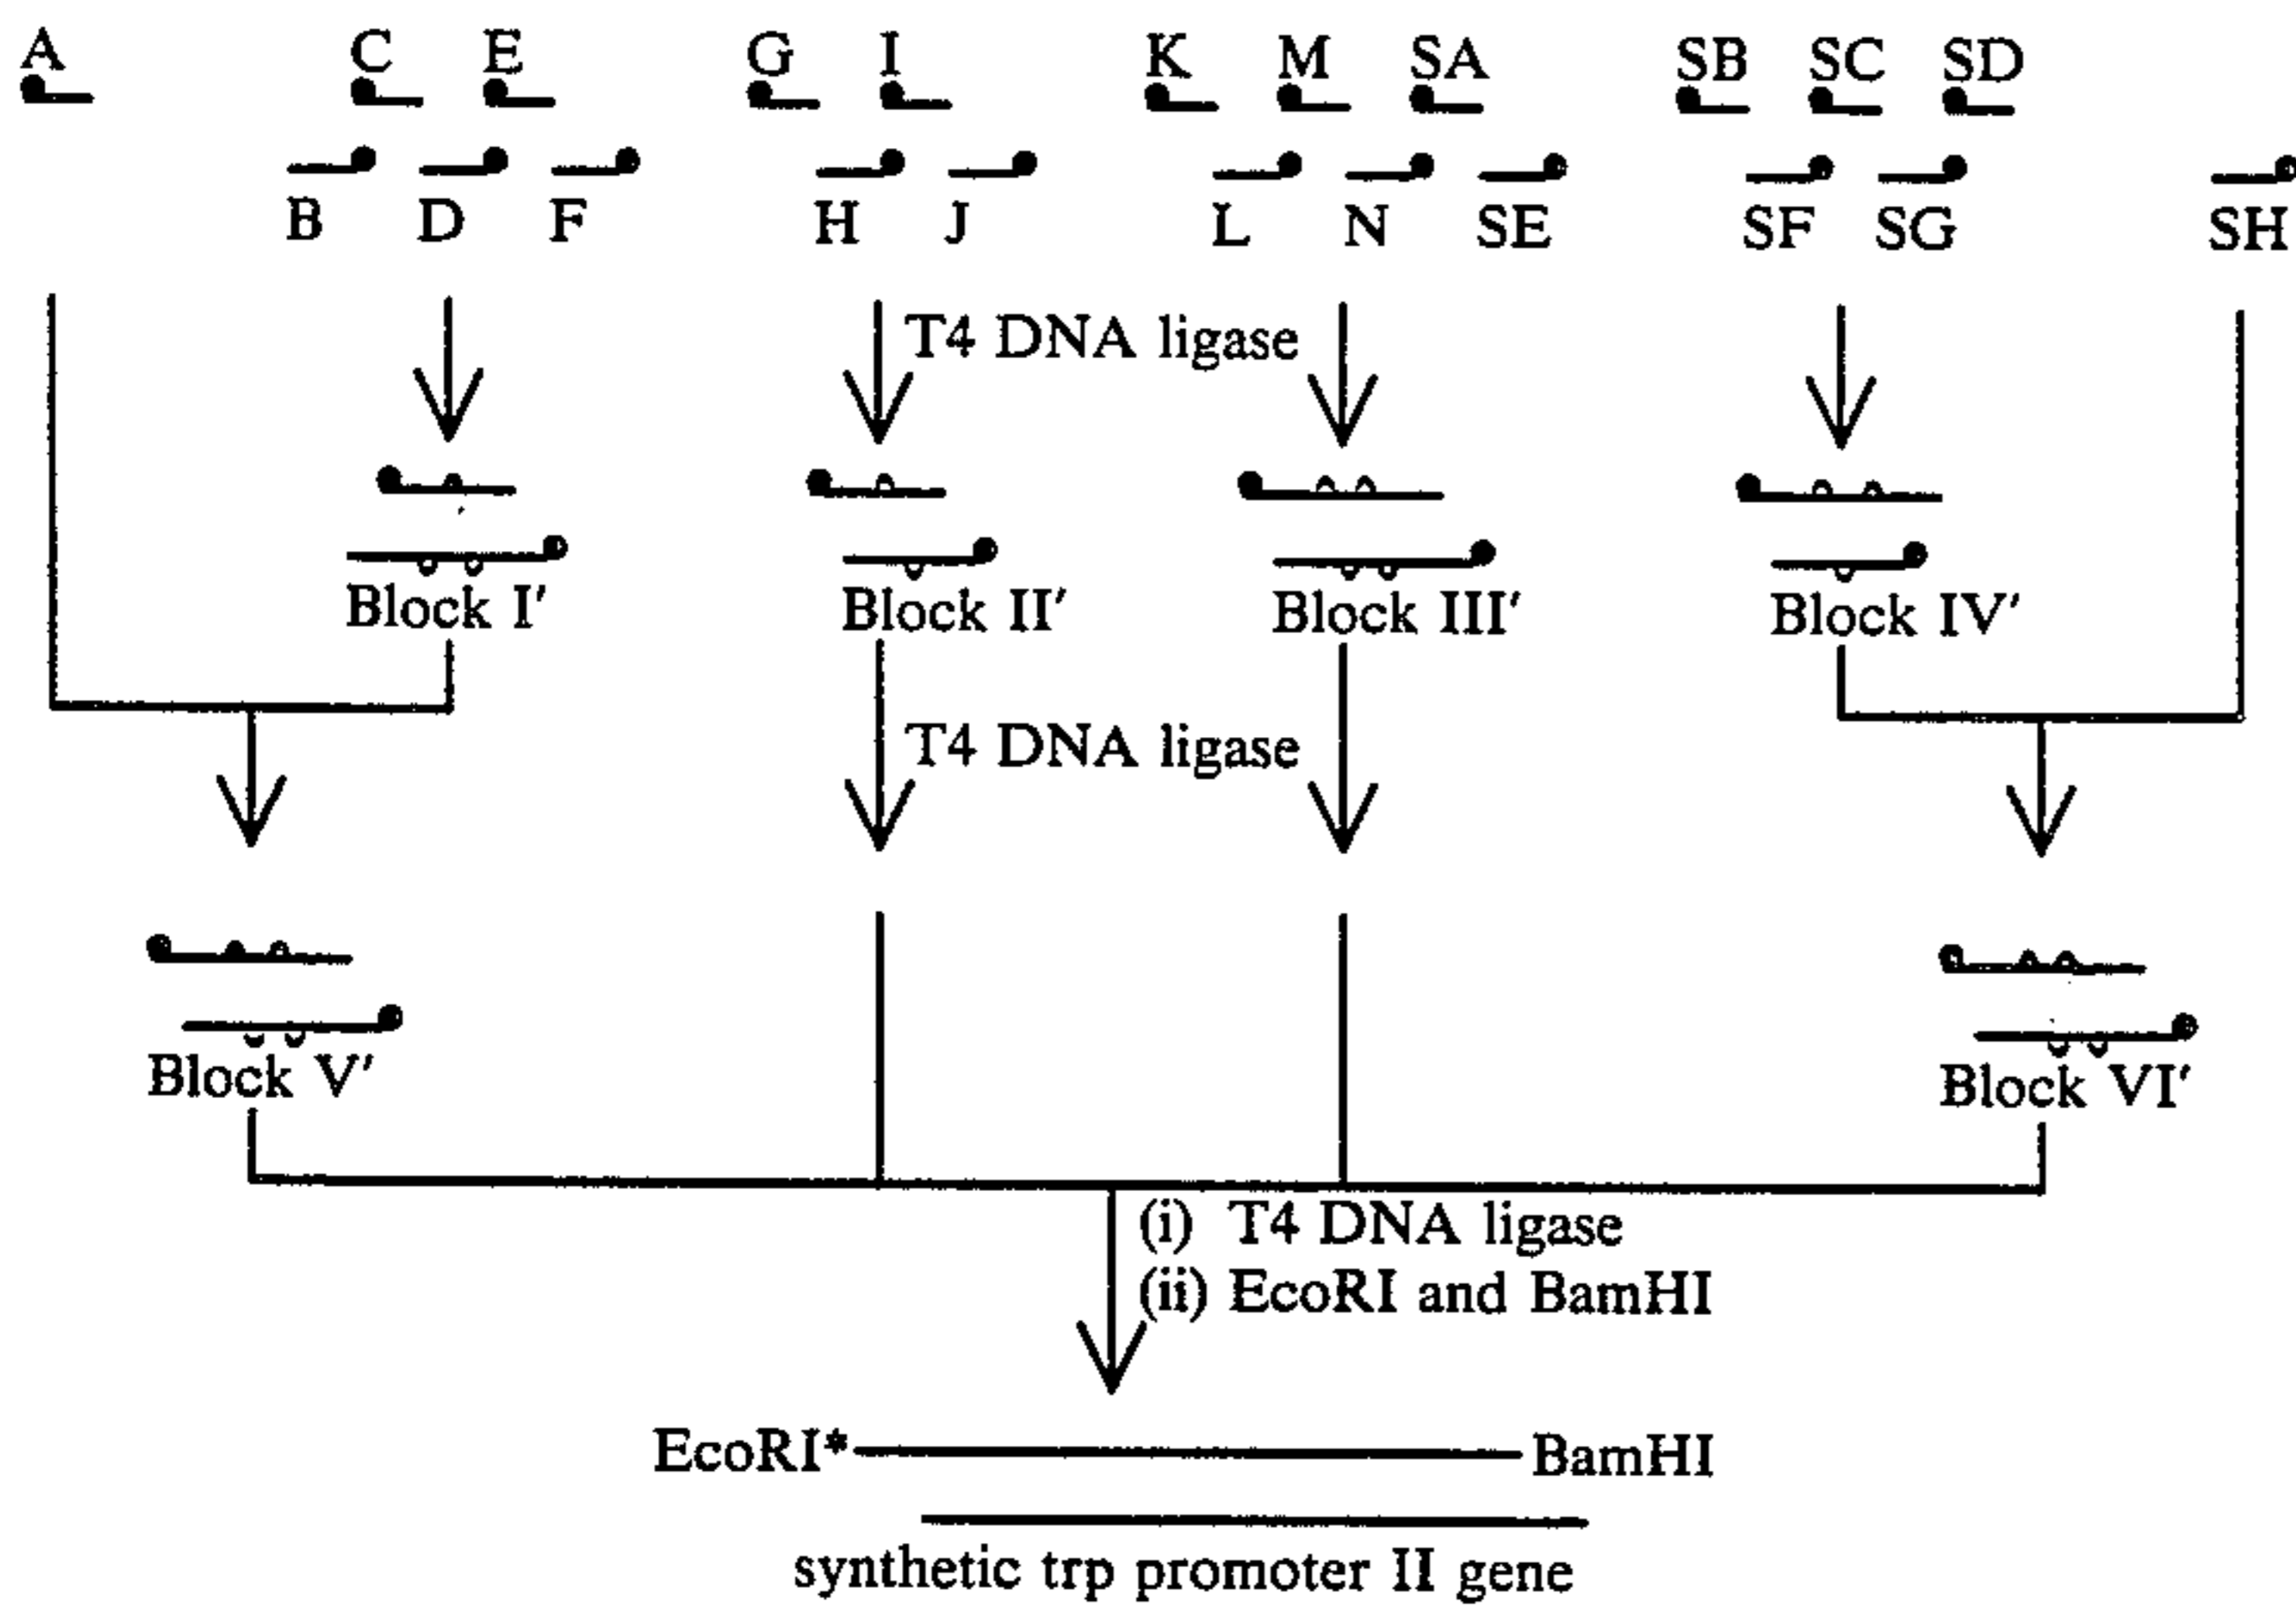 A C E G I K M SA SB SC SD
B D F H J L N SE SF SG SH
T4 DNA ligase
Block I′ Block II′ Block III′ Block IV′
T4 DNA ligase
Block V′ Block VI′
(i) T4 DNA ligase
(ii) EcoRI and BamHI
EcoRI* BamHI
synthetic trp promoter II gene